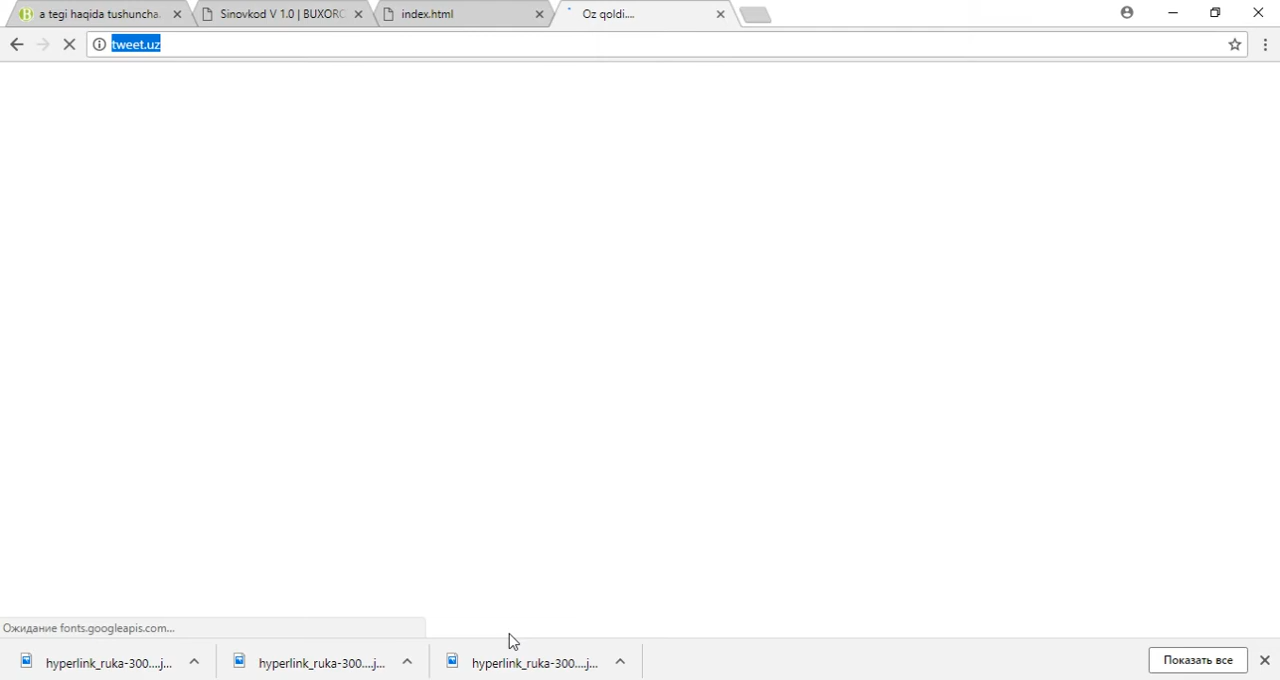 a tegi haqida tushuncha.
Sinovkod V 1.0 | BUXORO
index.html
Oz qoldi....
tweet.uz
Ожидание fonts.googleapis.com...
hyperlink_ruka-300....j...
hyperlink_ruka-300....j...
hyperlink_ruka-300....j...
Показать все